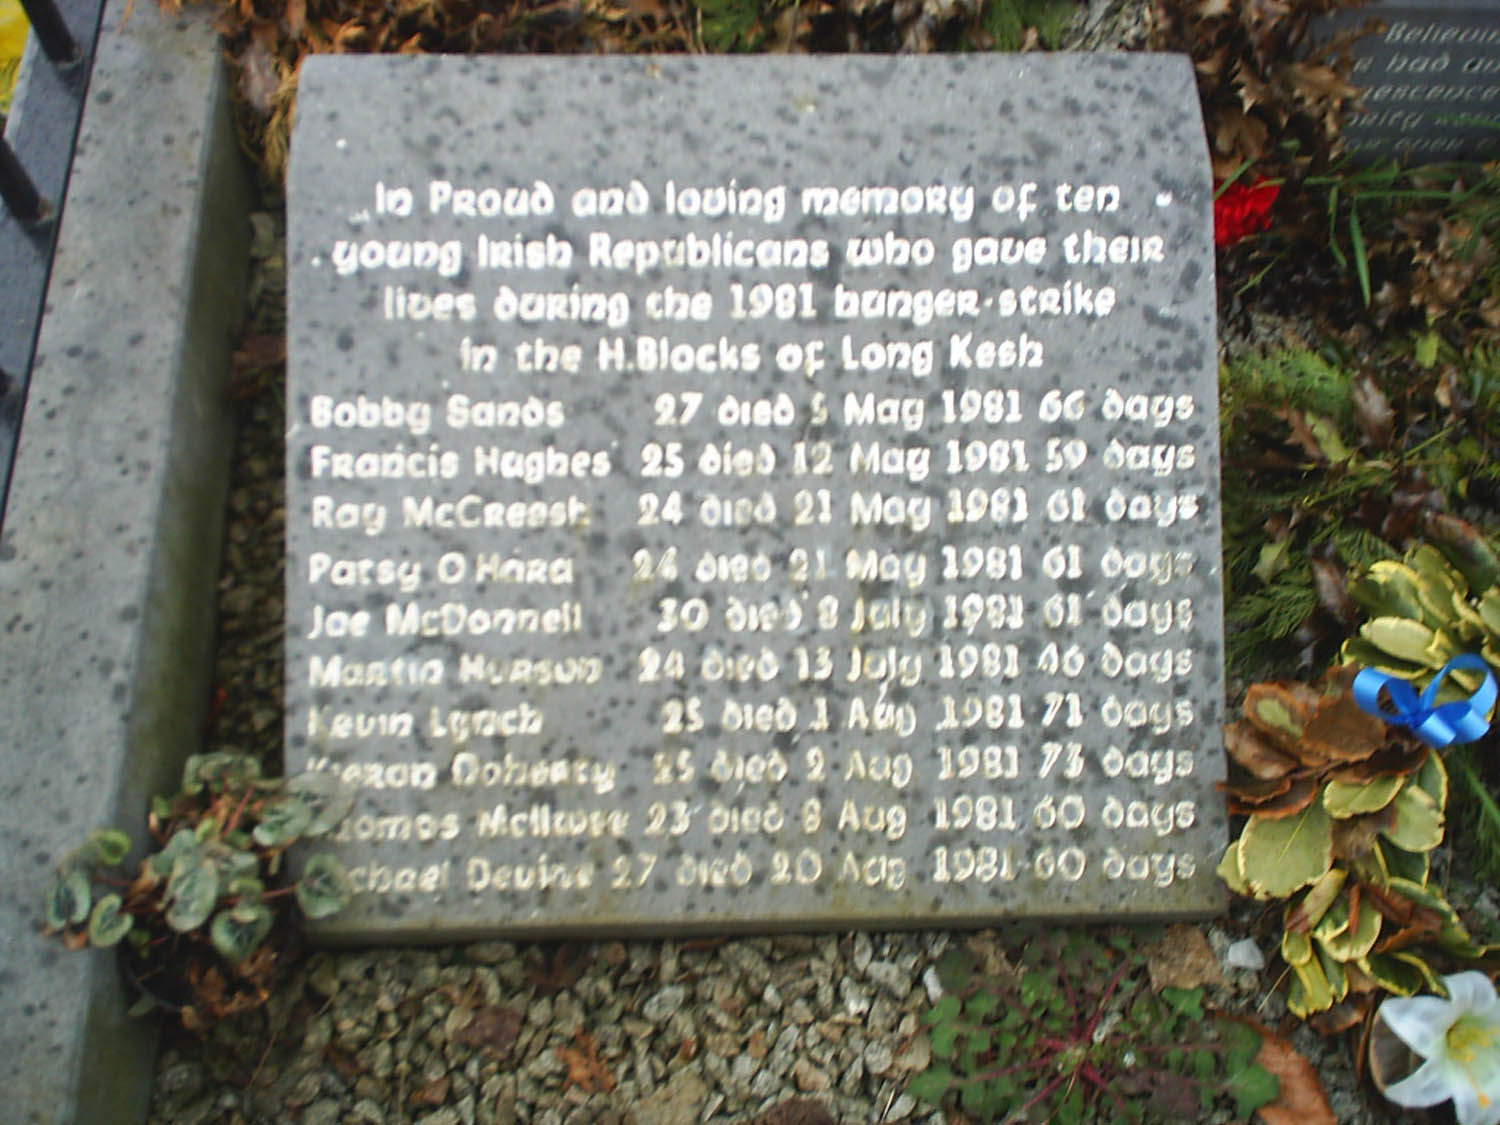 In Proud and loving memory of ten
young Irish Republicans who gave their
lives during the 1981 hunger-strike
in the H.Blocks of Long Kesh
Bobby Sands 27 died 5 May 1981 66 days
Francis Hughes 25 died 12 May 1981 59 days
Ray McCreesh 24 died 21 May 1981 61 days
Patsy O Hara 24 died 21 May 1981 61 days
Joe McDonnell 30 died 8 July 1981 61 days
Martin Hurson 24 died 13 July 1981 46 days
Kevin Lynch 25 died 1 Aug 1981 71 days
Kieran Doherty 25 died 2 Aug 1981 73 days
Thomas McIlwee 23 died 8 Aug 1981 60 days
Michael Devine 27 died 20 Aug 1981 60 days
had